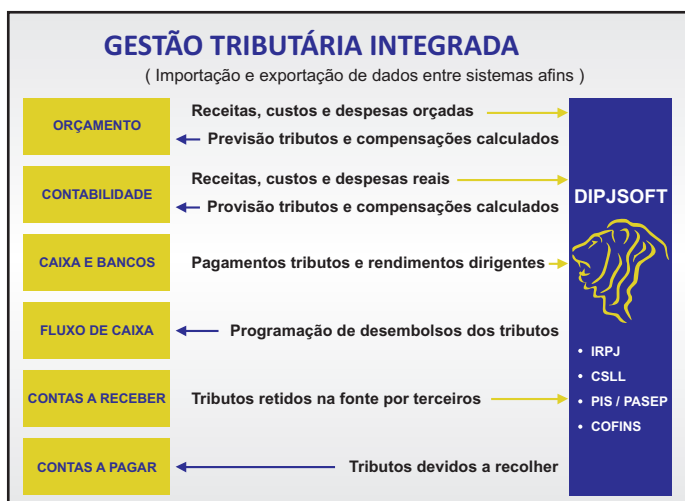 GESTÃO TRIBUTÁRIA INTEGRADA
( Importação e exportação de dados entre sistemas afins )
ORÇAMENTO
Receitas, custos e despesas orçadas
Previsão tributos e compensações calculados
CONTABILIDADE
Receitas, custos e despesas reais
Provisão tributos e compensações calculados
CAIXA E BANCOS
Pagamentos tributos e rendimentos dirigentes
FLUXO DE CAIXA
Programação de desembolsos dos tributos
CONTAS A RECEBER
Tributos retidos na fonte por terceiros
CONTAS A PAGAR
Tributos devidos a recolher
DIPJSOFT
• IRPJ
• CSLL
• PIS / PASEP
• COFINS